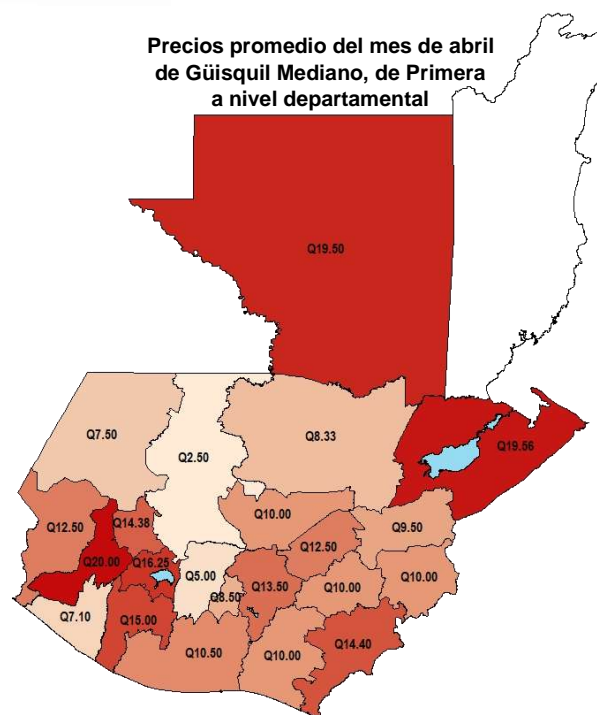 Precios promedio del mes de abril
de Güisquil Mediano, de Primera
a nivel departamental
Q19.50
Q7.50
Q2.50
Q8.33
Q19.56
Q12.50
Q14.38
Q10.00
Q9.50
Q20.00
Q16.25
Q5.00
Q8.50
Q13.50
Q12.50
Q10.00
Q10.00
Q7.10
Q15.00
Q10.50
Q10.00
Q14.40